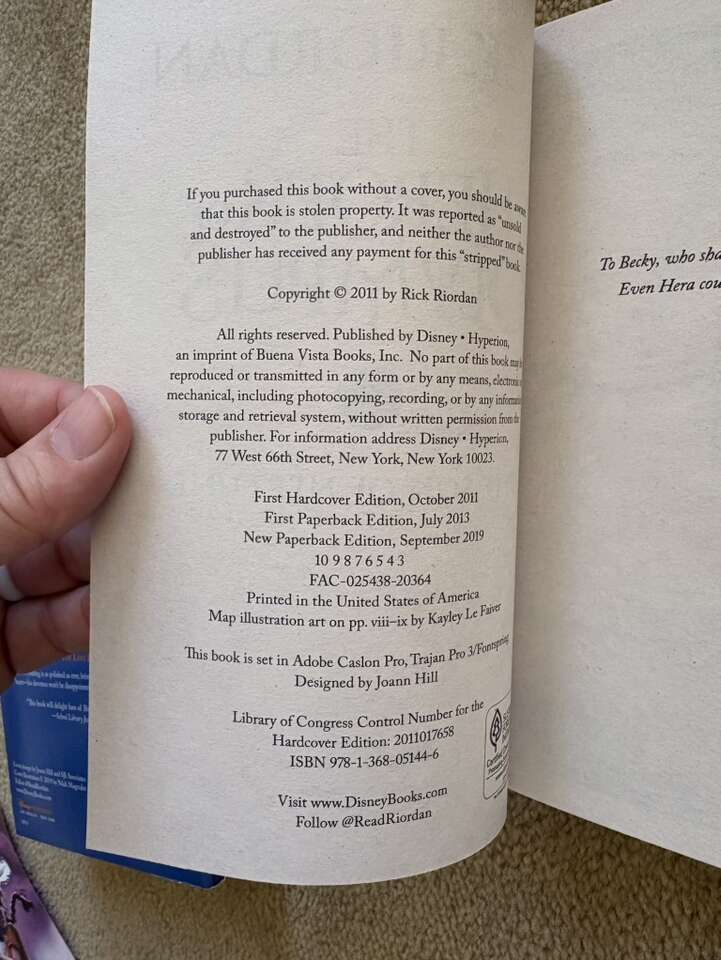 If you purchased this book without a cover, you should be aware
that this book is stolen property. It was reported as "unsold
and destroyed" to the publisher, and neither the author nor the
publisher has received any payment for this "stripped" book.
Copyright © 2011 by Rick Riordan
All rights reserved. Published by Disney • Hyperion,
an imprint of Buena Vista Books, Inc. No part of this book may be
reproduced or transmitted in any form or by any means, electronic or
mechanical, including photocopying, recording, or by any information
storage and retrieval system, without written permission from the
publisher. For information address Disney • Hyperion,
77 West 66th Street, New York, New York 10023.
First Hardcover Edition, October 2011
First Paperback Edition, July 2013
New Paperback Edition, September 2019
10 9 8 7 6 5 4 3
FAC-025438-20364
Printed in the United States of America
Map illustration art on pp. viii–ix by Kayley Le Faiver
This book is set in Adobe Caslon Pro, Trajan Pro 3/Fontspring
Designed by Joann Hill
Library of Congress Control Number for the
Hardcover Edition: 2011017658
ISBN 978-1-368-05144-6
Visit www.DisneyBooks.com
Follow @ReadRiordan
To Becky, who sha
Even Hera cou